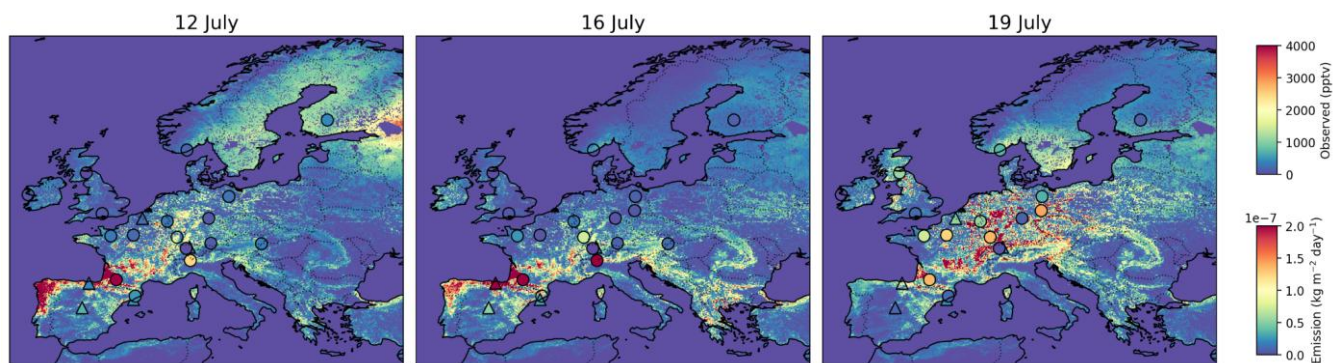 12 July
16 July
19 July
4000
3000
2000
1000
0
Observed (pptv)
1e−7
2.0
1.5
1.0
0.5
0.0
Emission (kg m⁻² day⁻¹)